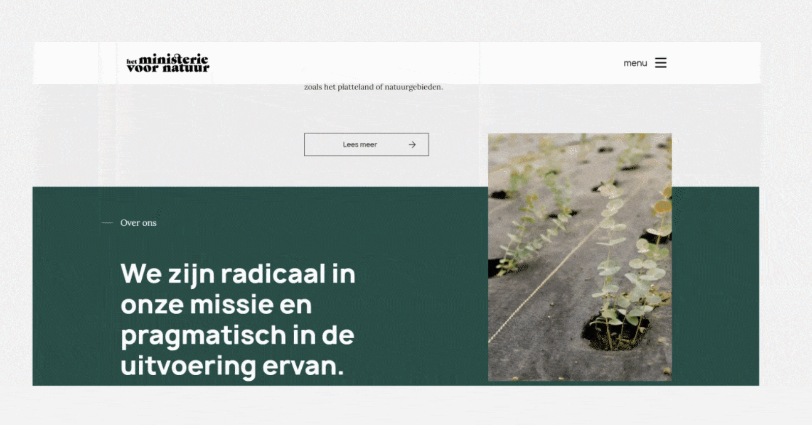 het ministerie
voor natuur
menu
zoals het platteland of natuurgebieden.
Lees meer
Over ons
We zijn radicaal in
onze missie en
pragmatisch in de
uitvoering ervan.